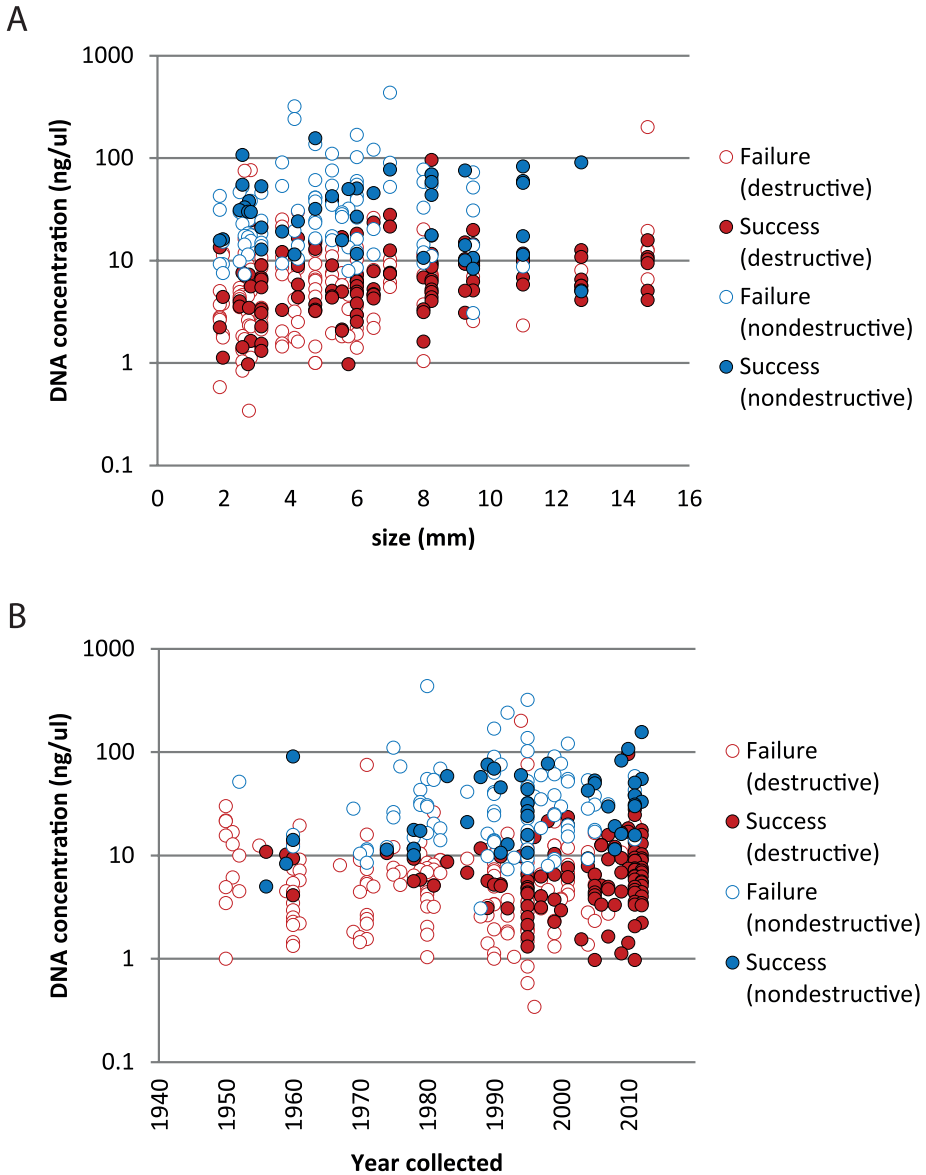 A
1000
100
10
1
0.1
DNA concentration (ng/ul)
0 2 4 6 8 10 12 14 16
size (mm)
Failure
(destructive)
Success
(destructive)
Failure
(nondestructive)
Success
(nondestructive)
B
1000
100
10
1
0.1
DNA concentration (ng/ul)
1940 1950 1960 1970 1980 1990 2000 2010
Year collected
Failure
(destructive)
Success
(destructive)
Failure
(nondestructive)
Success
(nondestructive)